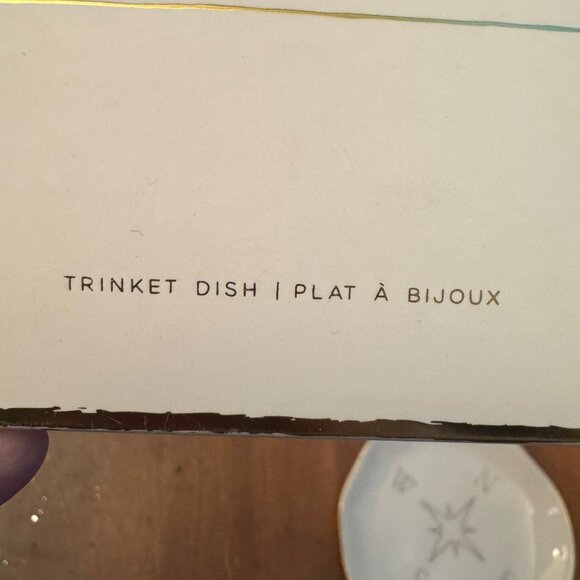 TRINKET DISH | PLAT À BIJOUX